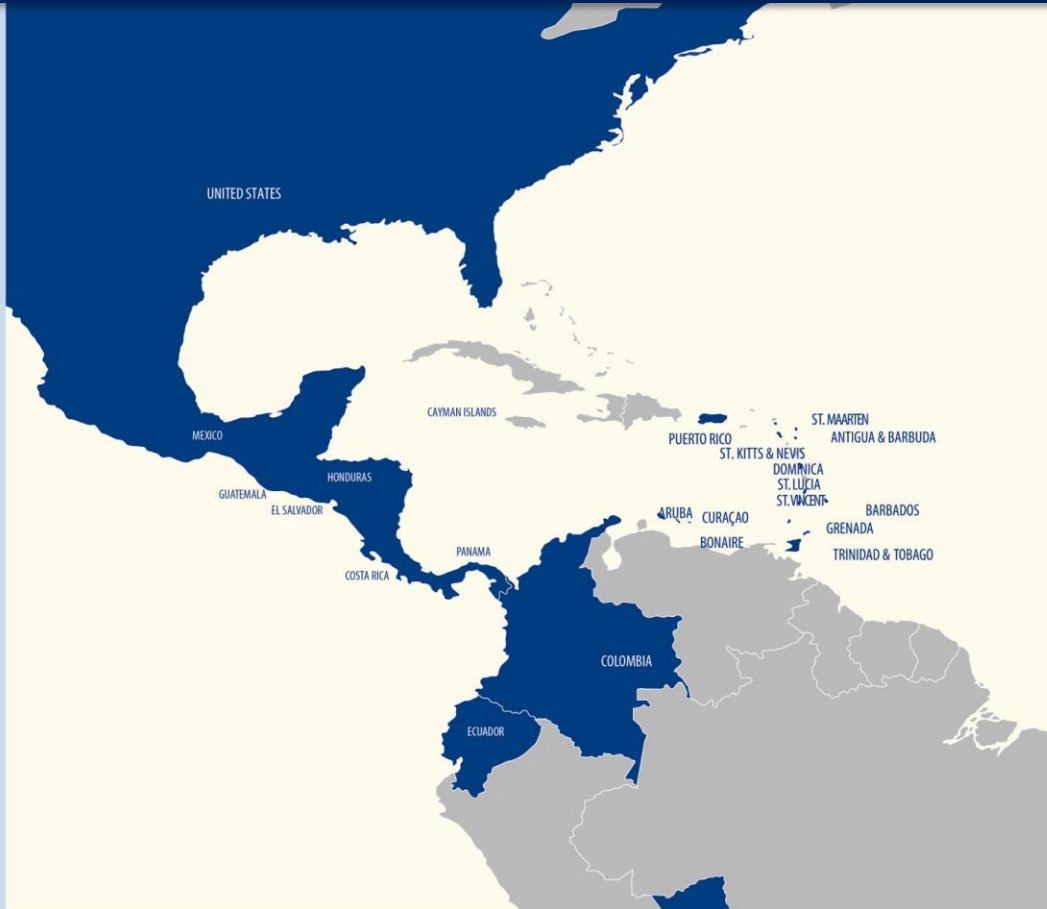 UNITED STATES
CAYMAN ISLANDS
ST. MAARTEN
MEXICO
PUERTO RICO
ANTIGUA & BARBUDA
ST. KITTS & NEVIS
DOMINICA
HONDURAS
ST. LUCIA
GUATEMALA
ST. VINCENT
EL SALVADOR
BARBADOS
ARUBA
CURAÇAO
GRENADA
BONAIRE
PANAMA
TRINIDAD & TOBAGO
COSTA RICA
COLOMBIA
ECUADOR